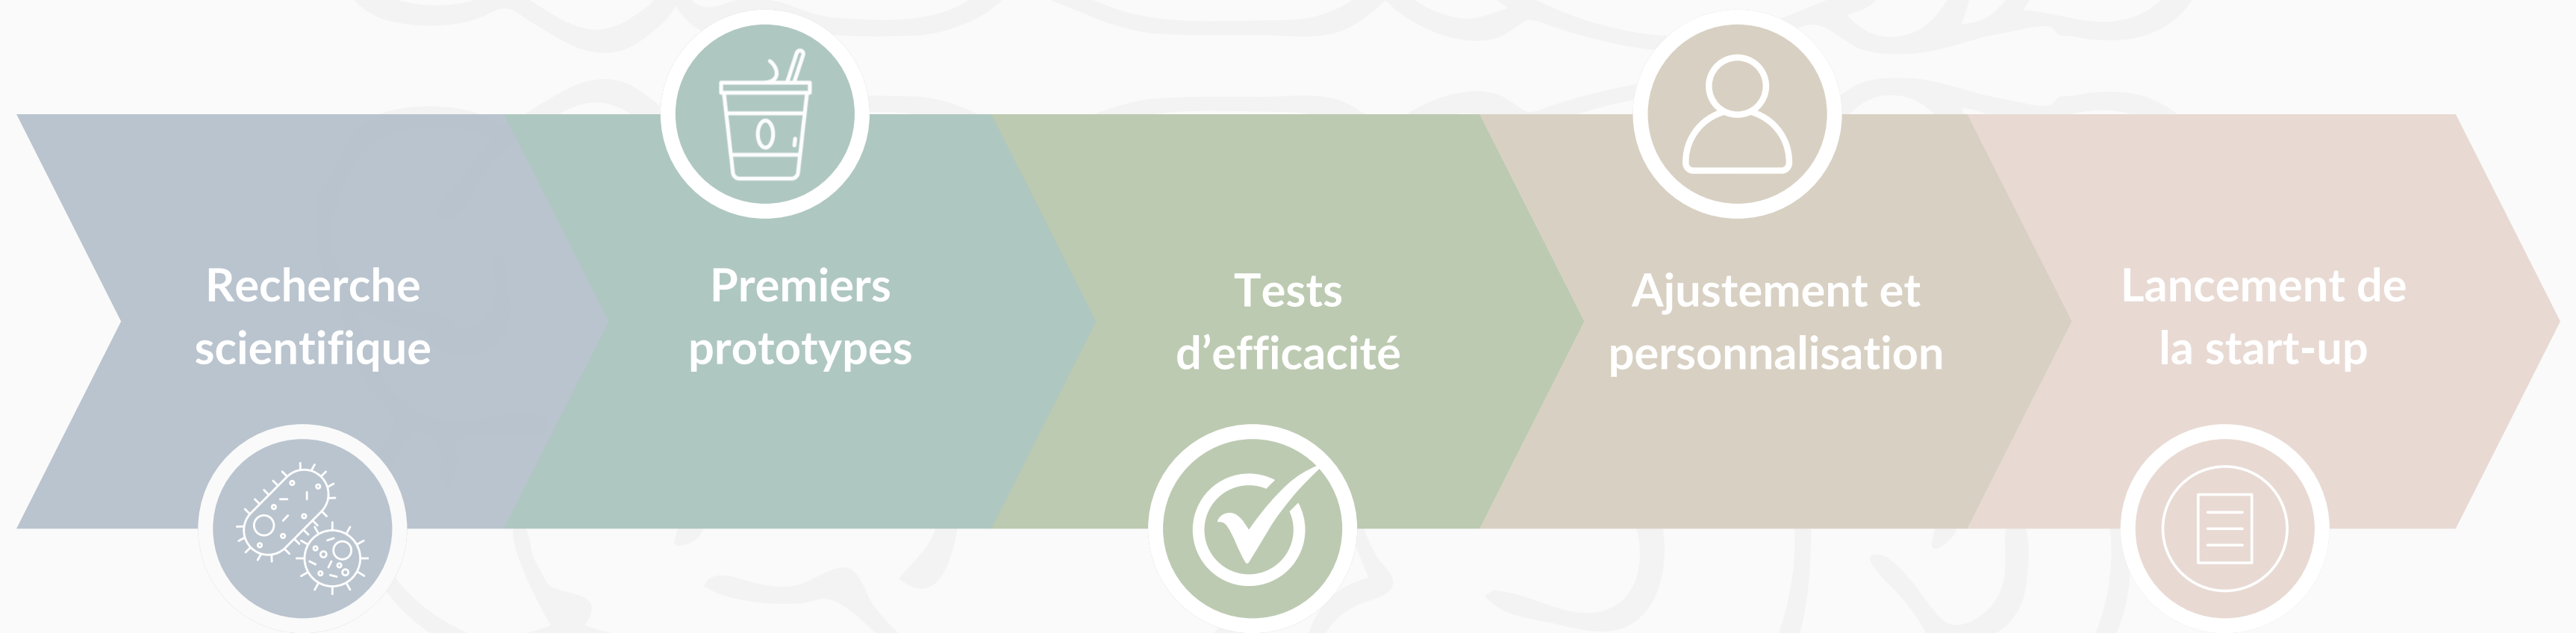 Recherche
scientifique
Premiers
prototypes
Tests
d’efficacité
Ajustement et
personnalisation
Lancement de
la start-up